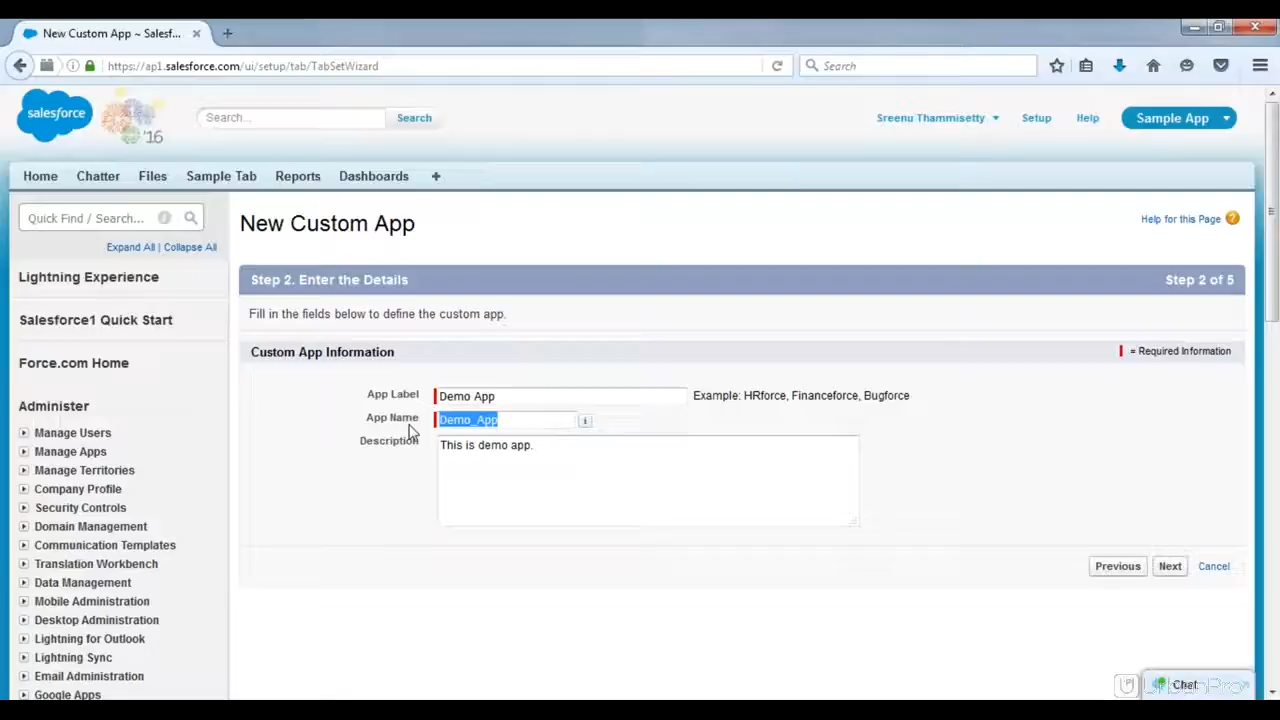 New Custom App ~ Salesf...
https://ap1.salesforce.com/ui/setup/tab/TabSetWizard
Search
salesforce
'16
Search...
Search
Sreenu Thammisetty
Setup
Help
Sample App
Home
Chatter
Files
Sample Tab
Reports
Dashboards
+
Quick Find / Search...
Expand All | Collapse All
Lightning Experience
Salesforce1 Quick Start
Force.com Home
Administer
Manage Users
Manage Apps
Manage Territories
Company Profile
Security Controls
Domain Management
Communication Templates
Translation Workbench
Data Management
Mobile Administration
Desktop Administration
Lightning for Outlook
Lightning Sync
Email Administration
Google Apps
New Custom App
Help for this Page
Step 2. Enter the Details
Step 2 of 5
Fill in the fields below to define the custom app.
Custom App Information
= Required Information
App Label
Demo App
Example: HRforce, Financeforce, Bugforce
App Name
Demo_App
Description
This is demo app.
Previous
Next
Cancel
Chat
UrbanPro